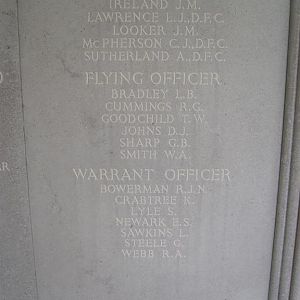 IRELAND J.M.
LAWRENCE L.J., D.F.C.
LOOKER J.M.
McPHERSON C.J., D.F.C.
SUTHERLAND A., D.F.C.
FLYING OFFICER
BRADLEY L.B.
CUMMINGS R.G.
GOODCHILD T.W.
JOHNS D.J.
SHARP G.B.
SMITH W.A.
WARRANT OFFICER
BOWERMAN R.J.N.
CRABTREE K.
LYLE S.
NEWARK E.S.
SAWKINS L.
STEELE G.
WEBB R.A.